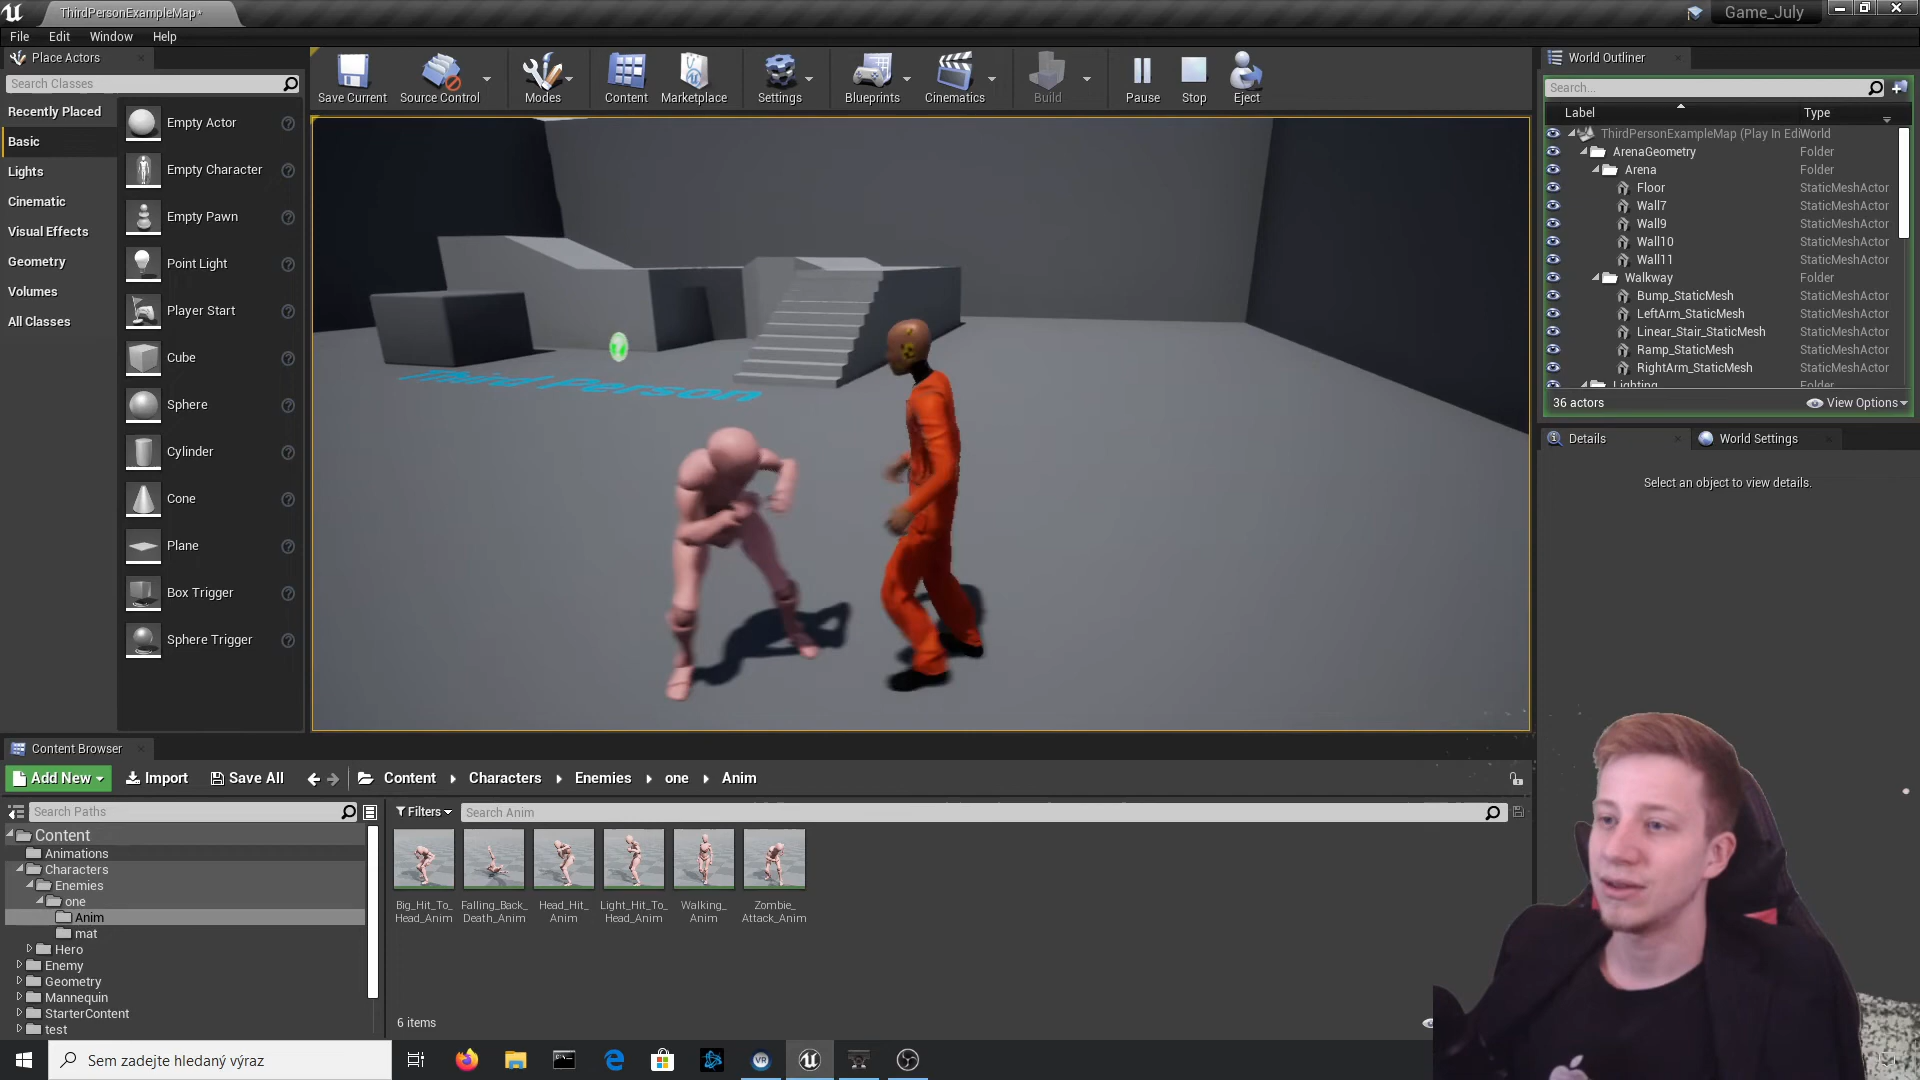 ThirdPersonExampleMap*
Game_July
File Edit Window Help
Place Actors
Search Classes
Recently Placed
Basic
Lights
Cinematic
Visual Effects
Geometry
Volumes
All Classes
Empty Actor
Empty Character
Empty Pawn
Point Light
Player Start
Cube
Sphere
Cylinder
Cone
Plane
Box Trigger
Sphere Trigger
Save Current
Source Control
Modes
Content
Marketplace
Settings
Blueprints
Cinematics
Build
Pause
Stop
Eject
Third Person
World Outliner
Search...
Label Type
ThirdPersonExampleMap (Play In Edi World
ArenaGeometry Folder
Arena Folder
Floor StaticMeshActor
Wall7 StaticMeshActor
Wall9 StaticMeshActor
Wall10 StaticMeshActor
Wall11 StaticMeshActor
Walkway Folder
Bump_StaticMesh StaticMeshActor
LeftArm_StaticMesh StaticMeshActor
Linear_Stair_StaticMesh StaticMeshActor
Ramp_StaticMesh StaticMeshActor
RightArm_StaticMesh StaticMeshActor
Lighting Folder
36 actors View Options
Details World Settings
Select an object to view details.
Content Browser
Add New Import Save All Content Characters Enemies one Anim
Search Paths
Filters Search Anim
Content
Animations
Characters
Enemies
one
Anim
mat
Hero
Enemy
Geometry
Mannequin
StarterContent
test
Big_Hit_To_
Head_Anim
Falling_Back_
Death_Anim
Head_Hit_
Anim
Light_Hit_To_
Head_Anim
Walking_
Anim
Zombie_
Attack_Anim
6 items
Sem zadejte hledaný výraz
VR